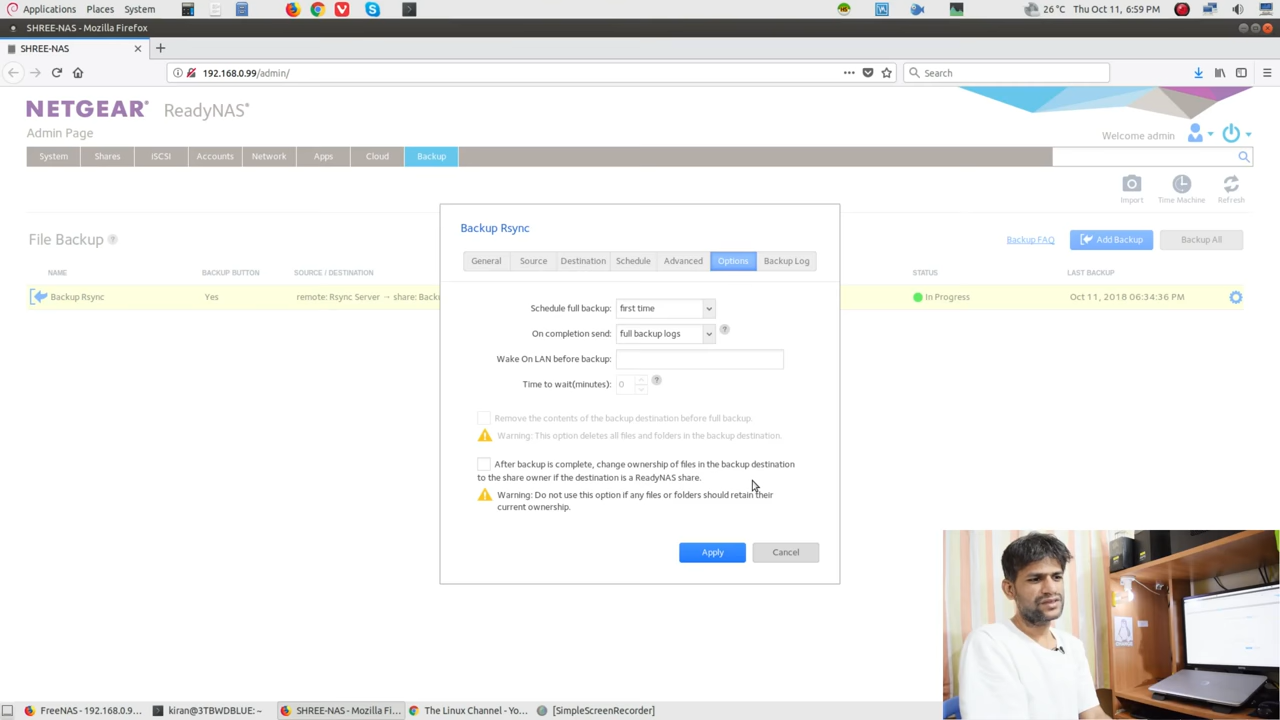 Applications Places System 26 °C Thu Oct 11, 6:59 PM
SHREE-NAS - Mozilla Firefox
SHREE-NAS
192.168.0.99/admin/ Search
NETGEAR® ReadyNAS®
Admin Page Welcome admin
System Shares iSCSI Accounts Network Apps Cloud Backup
Import Time Machine Refresh
File Backup ? Backup FAQ Add Backup Backup All
NAME BACKUP BUTTON SOURCE / DESTINATION STATUS LAST BACKUP
Backup Rsync Yes remote: Rsync Server → share: Back In Progress Oct 11, 2018 06:34:36 PM
Backup Rsync
General Source Destination Schedule Advanced Options Backup Log
Schedule full backup: first time
On completion send: full backup logs ?
Wake On LAN before backup:
Time to wait(minutes): 0 ?
Remove the contents of the backup destination before full backup.
Warning: This option deletes all files and folders in the backup destination.
After backup is complete, change ownership of files in the backup destination
to the share owner if the destination is a ReadyNAS share.
Warning: Do not use this option if any files or folders should retain their
current ownership.
Apply Cancel
FreeNAS - 192.168.0.9... kiran@3TBWDBLUE: ~ SHREE-NAS - Mozilla Fi... The Linux Channel - Yo... [SimpleScreenRecorder]